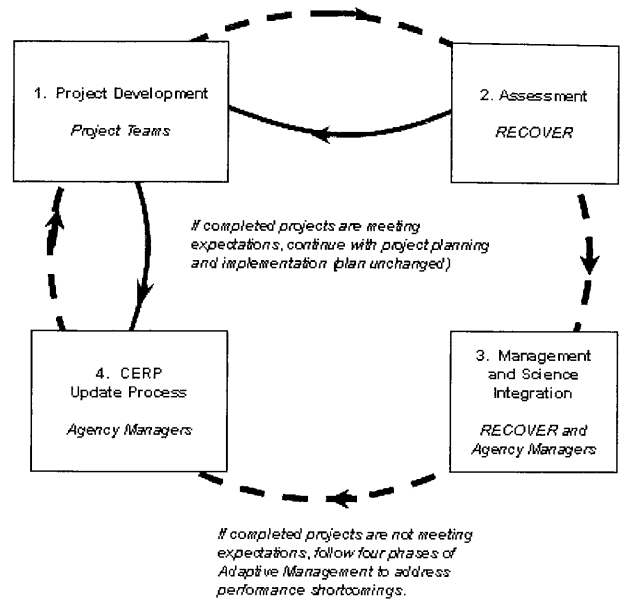 1. Project Development
Project Teams
2. Assessment
RECOVER
If completed projects are meeting
expectations, continue with project planning
and implementation (plan unchanged)
4. CERP
Update Process
Agency Managers
3. Management
and Science
Integration
RECOVER and
Agency Managers
If completed projects are not meeting
expectations, follow four phases of
Adaptive Management to address
performance shortcomings.